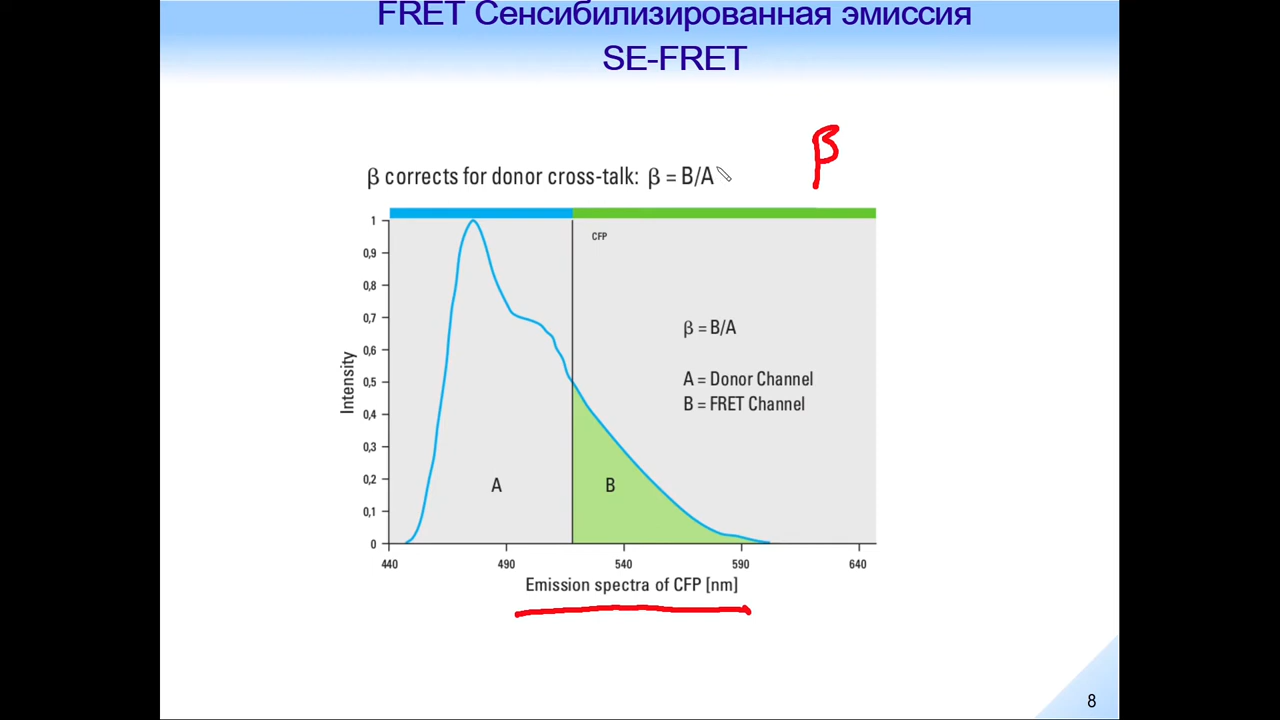 FRET Сенсибилизированная эмиссия
SE-FRET
β
β corrects for donor cross-talk: β = B/A
1
0,9
0,8
0,7
0,6
0,5
0,4
0,3
0,2
0,1
0
Intensity
CFP
β = B/A
A = Donor Channel
B = FRET Channel
A
B
440 490 540 590 640
Emission spectra of CFP [nm]
8